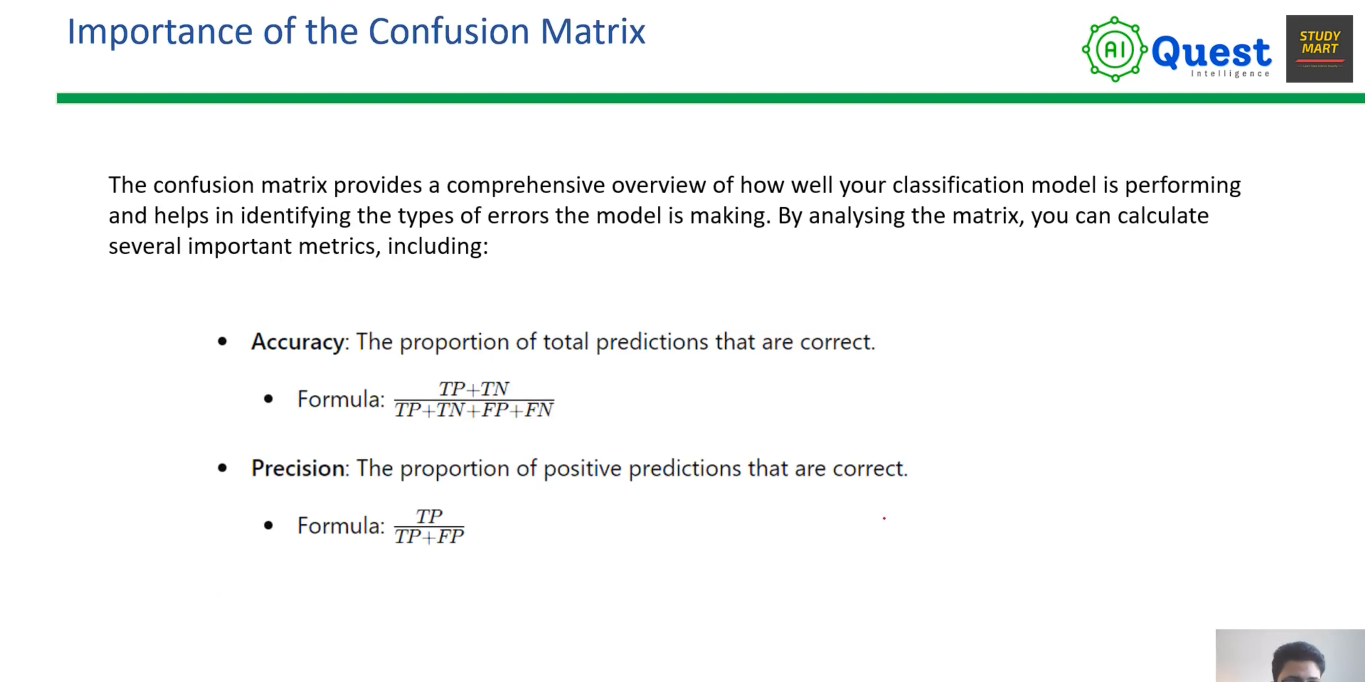 Importance of the Confusion Matrix
AI Quest
Intelligence
STUDY
MART
The confusion matrix provides a comprehensive overview of how well your classification model is performing
and helps in identifying the types of errors the model is making. By analysing the matrix, you can calculate
several important metrics, including:
• Accuracy: The proportion of total predictions that are correct.
• Formula: TP+TN
TP+TN+FP+FN
• Precision: The proportion of positive predictions that are correct.
• Formula: TP
TP+FP